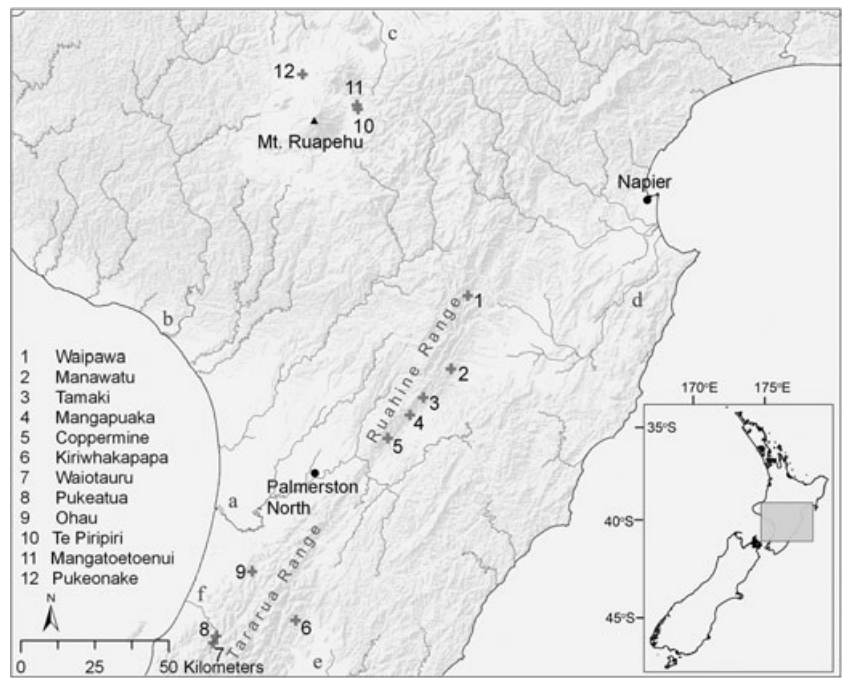 c
12
11
10
Mt. Ruapehu
Napier
b
1
d
Ruahine Range
2
3
4
5
1 Waipawa
2 Manawatu
3 Tamaki
4 Mangapuaka
5 Coppermine
6 Kiriwhakapapa
7 Waiotauru
8 Pukeatua
9 Ohau
10 Te Piripiri
11 Mangatoetoenui
12 Pukeonake
Palmerston
North
a
Tararua Range
9
f
6
8
7
e
N
0 25 50 Kilometers
170°E 175°E
35°S
40°S
45°S